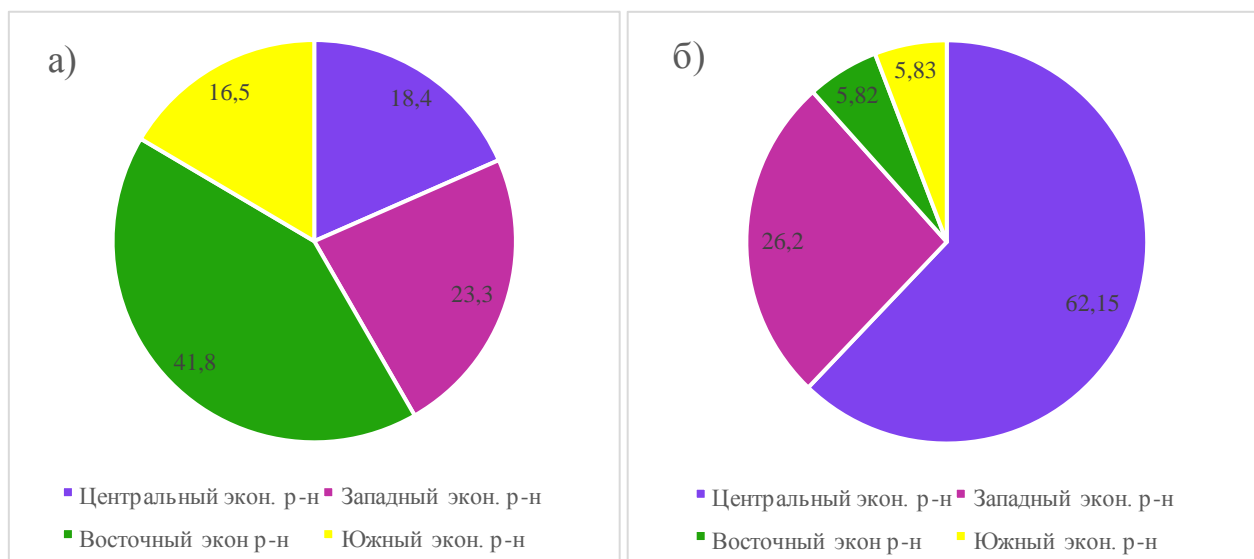 а)
16,5
18,4
23,3
41,8
Центральный экон. р-н
Западный экон. р-н
Восточный экон р-н
Южный экон. р-н
б)
5,83
5,82
26,2
62,15
Центральный экон. р-н
Западный экон. р-н
Восточный экон р-н
Южный экон. р-н